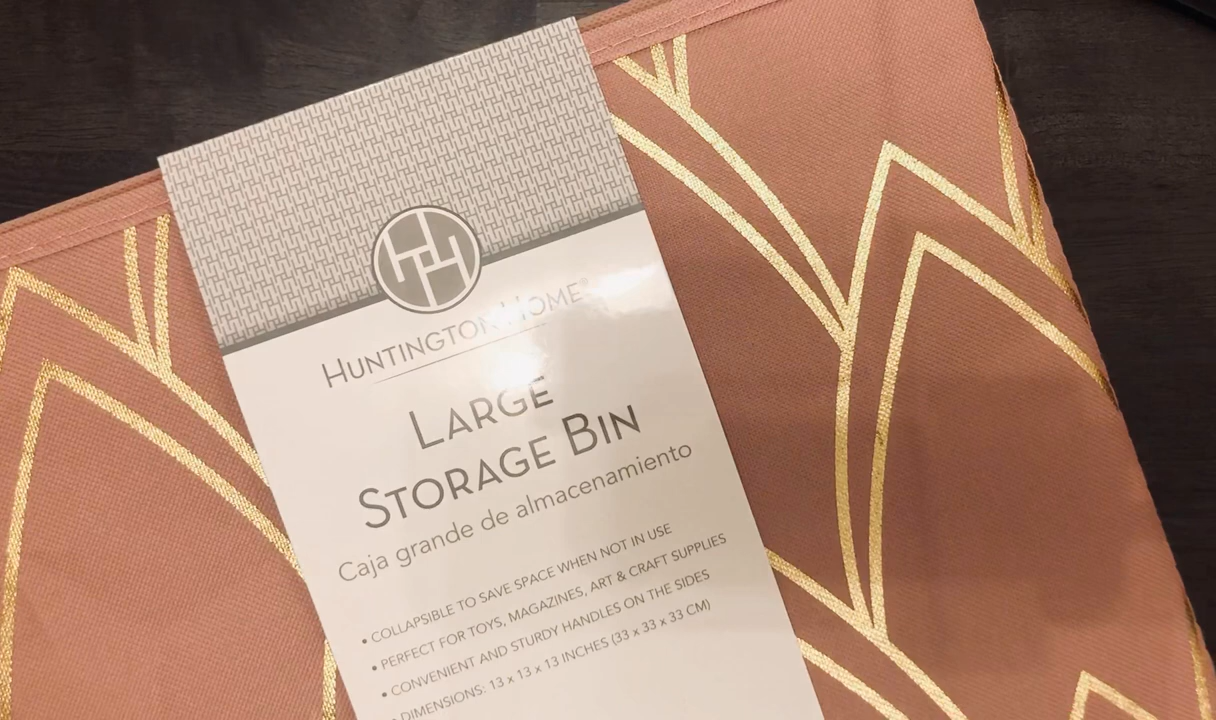 HUNTINGTON HOME®
LARGE
STORAGE BIN
Caja grande de almacenamiento
• COLLAPSIBLE TO SAVE SPACE WHEN NOT IN USE
• PERFECT FOR TOYS, MAGAZINES, ART & CRAFT SUPPLIES
• CONVENIENT AND STURDY HANDLES ON THE SIDES
• DIMENSIONS: 13 x 13 x 13 INCHES (33 x 33 x 33 CM)